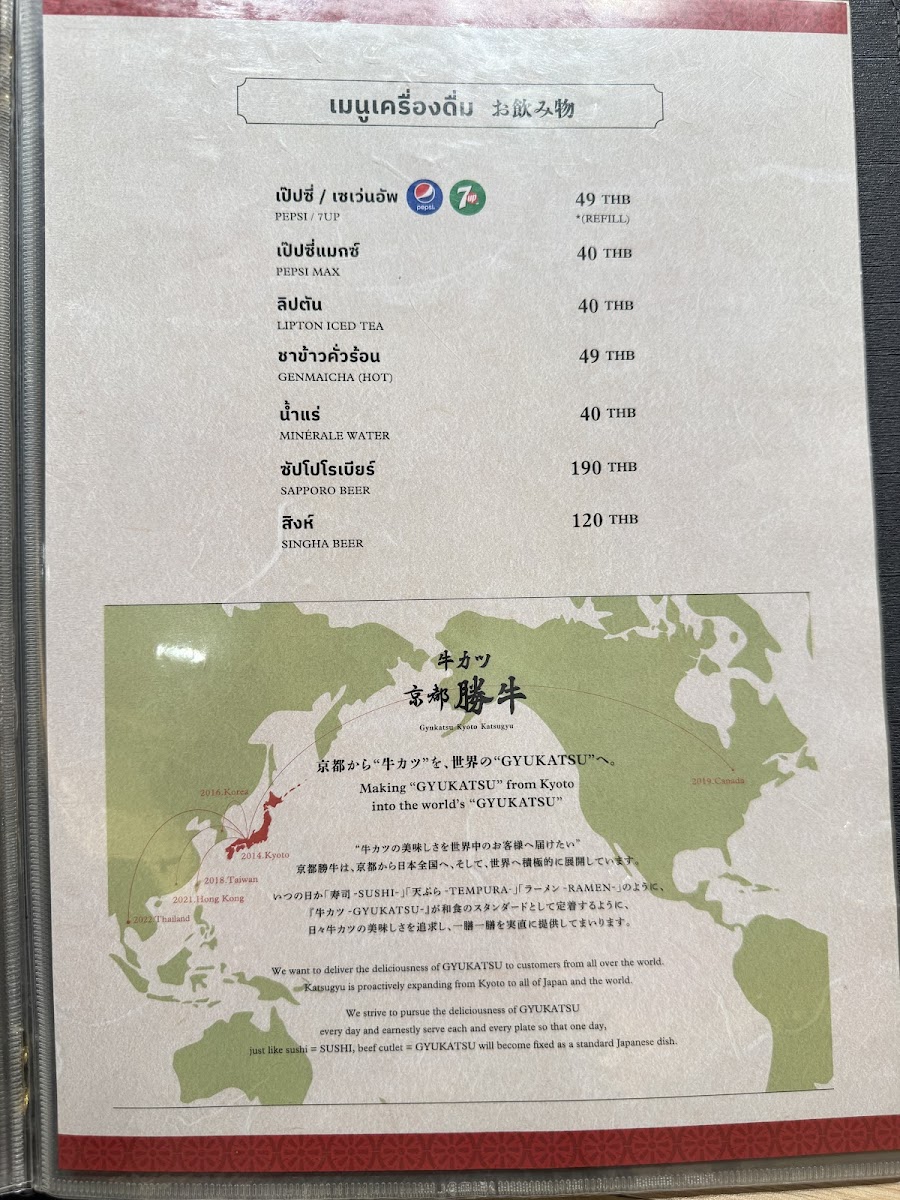 เมนูเครื่องดื่ม お飲み物
เป๊ปซี่ / เซเว่นอัพ pepsi 7up 49 THB
PEPSI / 7UP *(REFILL)
เป๊ปซี่แมกซ์ 40 THB
PEPSI MAX
ลิปตัน 40 THB
LIPTON ICED TEA
ชาข้าวคั่วร้อน 49 THB
GENMAICHA (HOT)
น้ำแร่ 40 THB
MINÉRALE WATER
ซัปโปโรเบียร์ 190 THB
SAPPORO BEER
สิงห์ 120 THB
SINGHA BEER
牛カツ
京都 勝牛
Gyukatsu Kyoto Katsugyu
京都から“牛カツ”を、世界の“GYUKATSU”へ。
Making “GYUKATSU” from Kyoto
into the world's “GYUKATSU”
2019.Canada
2016.Korea
2014.Kyoto
2018.Taiwan
2021.Hong Kong
2022.Thailand
“牛カツの美味しさを世界中のお客様へ届けたい”
京都勝牛は、京都から日本全国へ、そして、世界へ積極的に展開しています。
いつの日か「寿司 -SUSHI-」「天ぷら -TEMPURA-」「ラーメン -RAMEN-」のように、
『牛カツ -GYUKATSU-』が和食のスタンダードとして定着するように、
日々牛カツの美味しさを追求し、一膳一膳を実直に提供してまいります。
We want to deliver the deliciousness of GYUKATSU to customers from all over the world.
Katsugyu is proactively expanding from Kyoto to all of Japan and the world.
We strive to pursue the deliciousness of GYUKATSU
every day and earnestly serve each and every plate so that one day,
just like sushi = SUSHI, beef cutlet = GYUKATSU will become fixed as a standard Japanese dish.